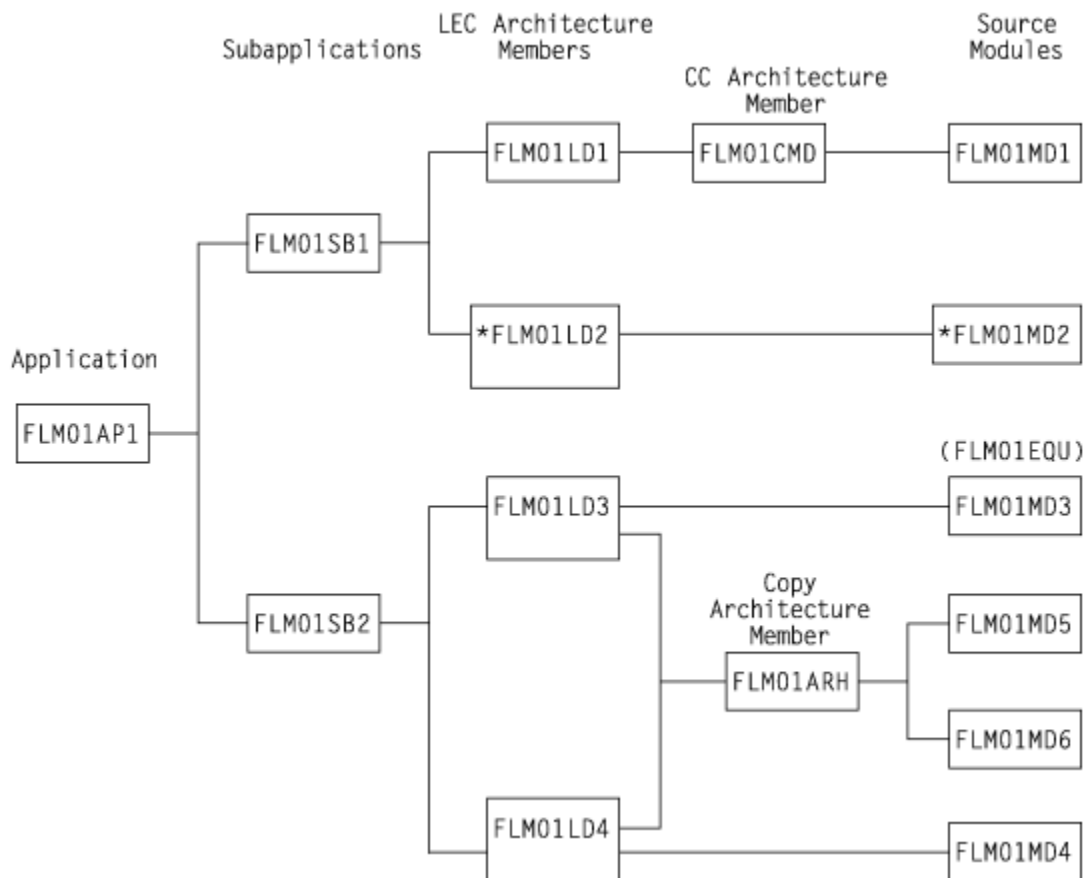 LEC Architecture
Members
Source
Modules
Subapplications
CC Architecture
Member
FLM01LD1
FLM01CMD
FLM01MD1
FLM01SB1
*FLM01LD2
*FLM01MD2
Application
FLM01AP1
(FLM01EQU)
FLM01LD3
FLM01MD3
Copy
Architecture
Member
FLM01SB2
FLM01MD5
FLM01ARH
FLM01MD6
FLM01LD4
FLM01MD4